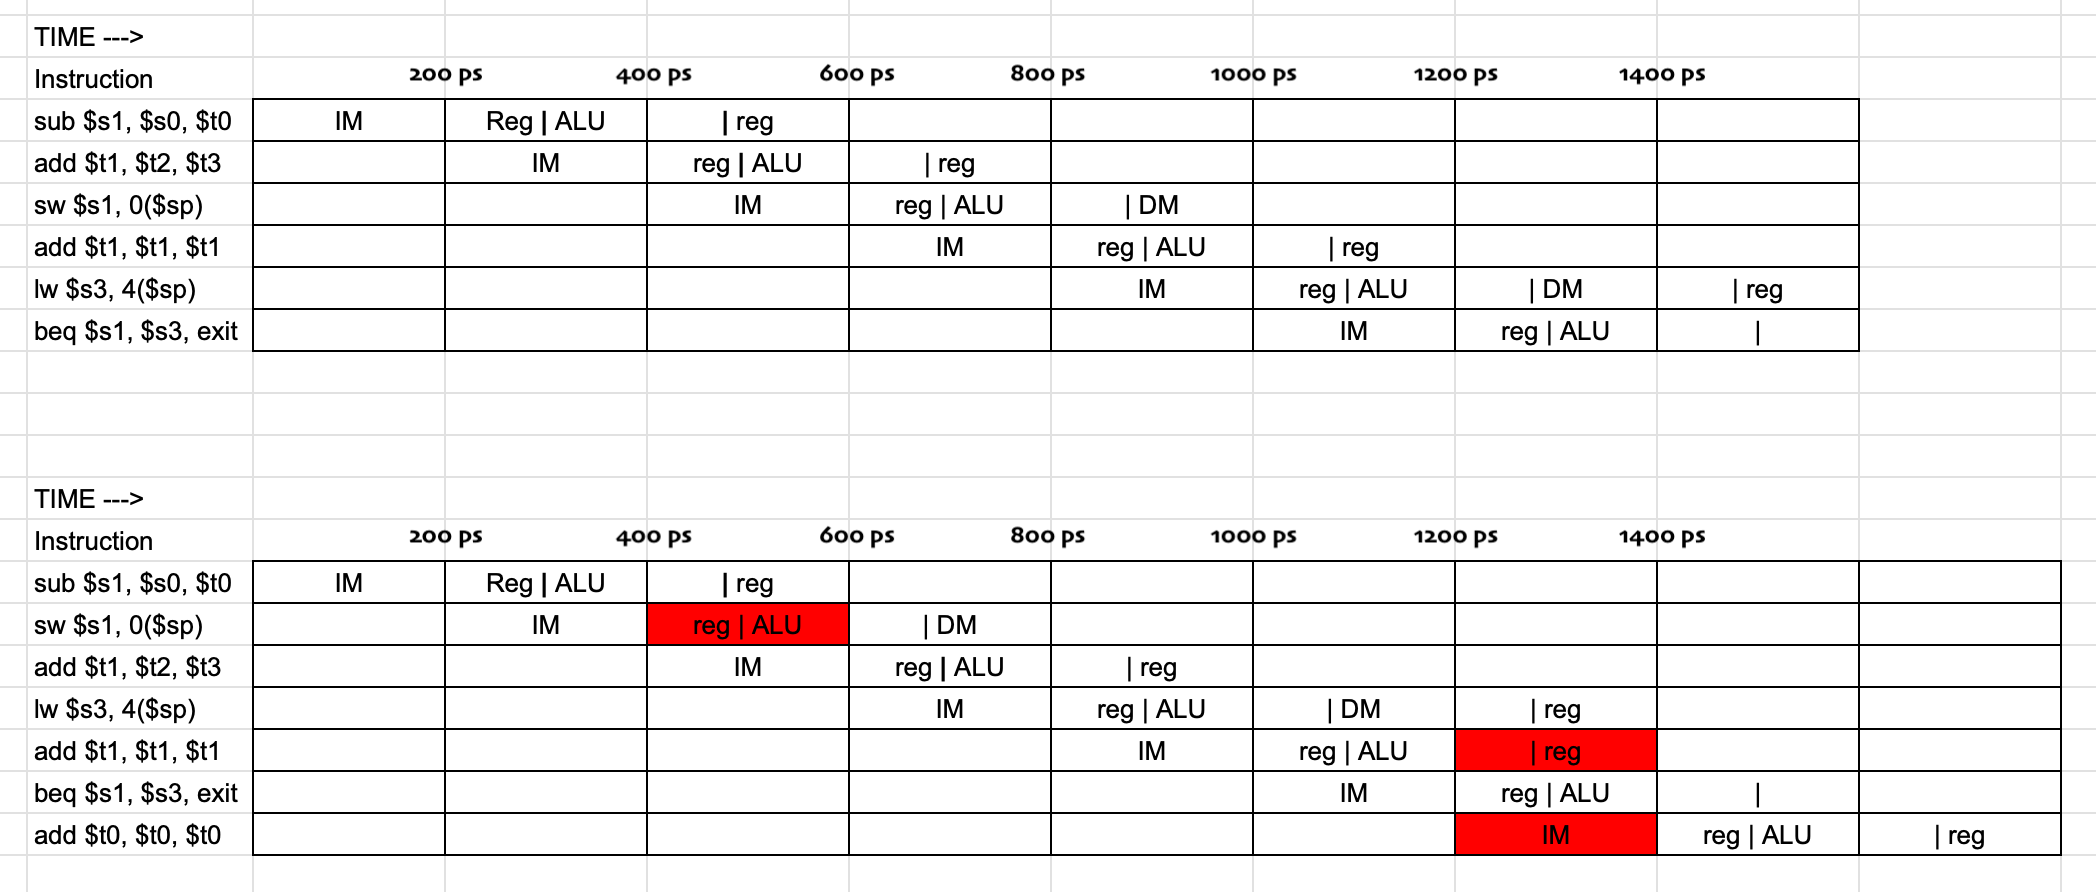 TIME --->
Instruction 200 ps 400 ps 600 ps 800 ps 1000 ps 1200 ps 1400 ps
sub $s1, $s0, $t0 IM Reg | ALU | reg
add $t1, $t2, $t3 IM reg | ALU | reg
sw $s1, 0($sp) IM reg | ALU | DM
add $t1, $t1, $t1 IM reg | ALU | reg
lw $s3, 4($sp) IM reg | ALU | DM | reg
beq $s1, $s3, exit IM reg | ALU |
TIME --->
Instruction 200 ps 400 ps 600 ps 800 ps 1000 ps 1200 ps 1400 ps
sub $s1, $s0, $t0 IM Reg | ALU | reg
sw $s1, 0($sp) IM reg | ALU | DM
add $t1, $t2, $t3 IM reg | ALU | reg
lw $s3, 4($sp) IM reg | ALU | DM | reg
add $t1, $t1, $t1 IM reg | ALU | reg
beq $s1, $s3, exit IM reg | ALU |
add $t0, $t0, $t0 IM reg | ALU | reg